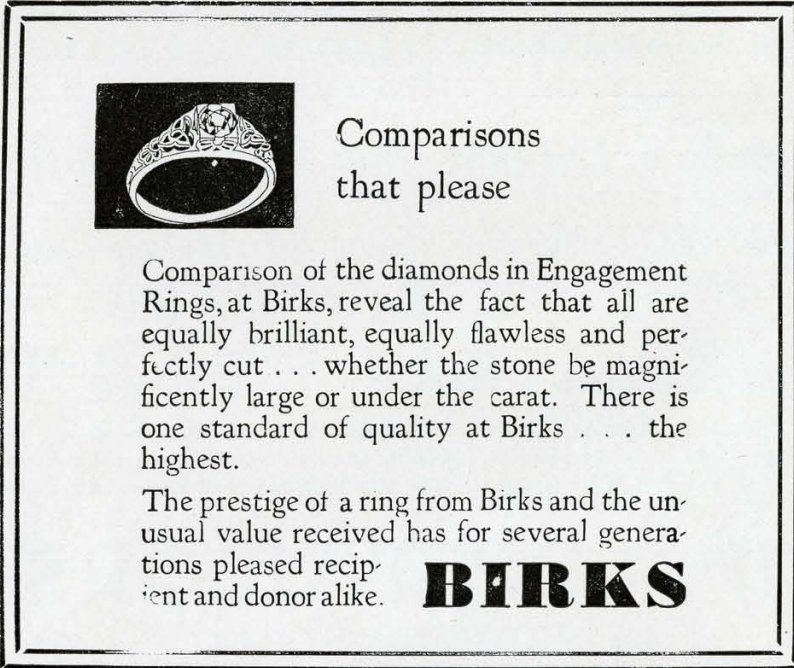 Comparisons
that please
Comparison of the diamonds in Engagement
Rings, at Birks, reveal the fact that all are
equally brilliant, equally flawless and per-
fectly cut . . . whether the stone be magni-
ficently large or under the carat. There is
one standard of quality at Birks . . . the
highest.
The prestige of a ring from Birks and the un-
usual value received has for several genera-
tions pleased recip-
ient and donor alike.
BIRKS